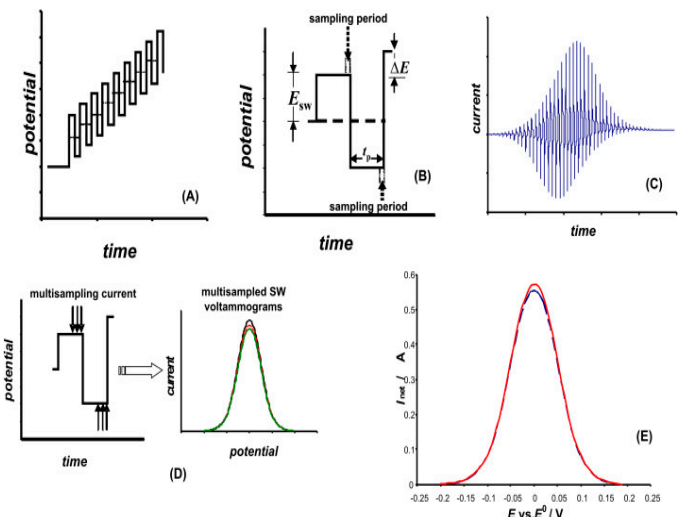 potential
time
(A)
sampling period
potential
E_sw
ΔE
t_p
sampling period
time
(B)
current
time
(C)
multisampling current
potential
time
multisampled SW
voltammograms
current
potential
(D)
I net / A
0.6
0.5
0.4
0.3
0.2
0.1
0
-0.25 -0.2 -0.15 -0.1 -0.05 0 0.05 0.1 0.15 0.2 0.25
E vs E⁰ / V
(E)